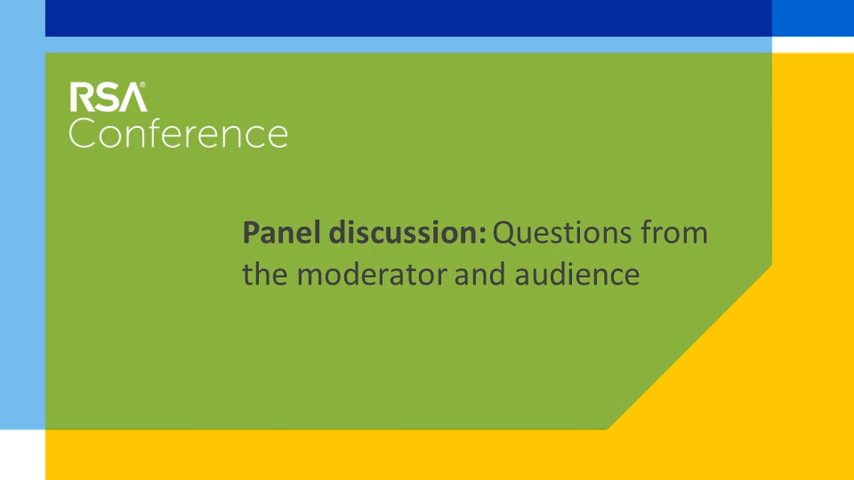 RSA®
Conference
Panel discussion: Questions from
the moderator and audience